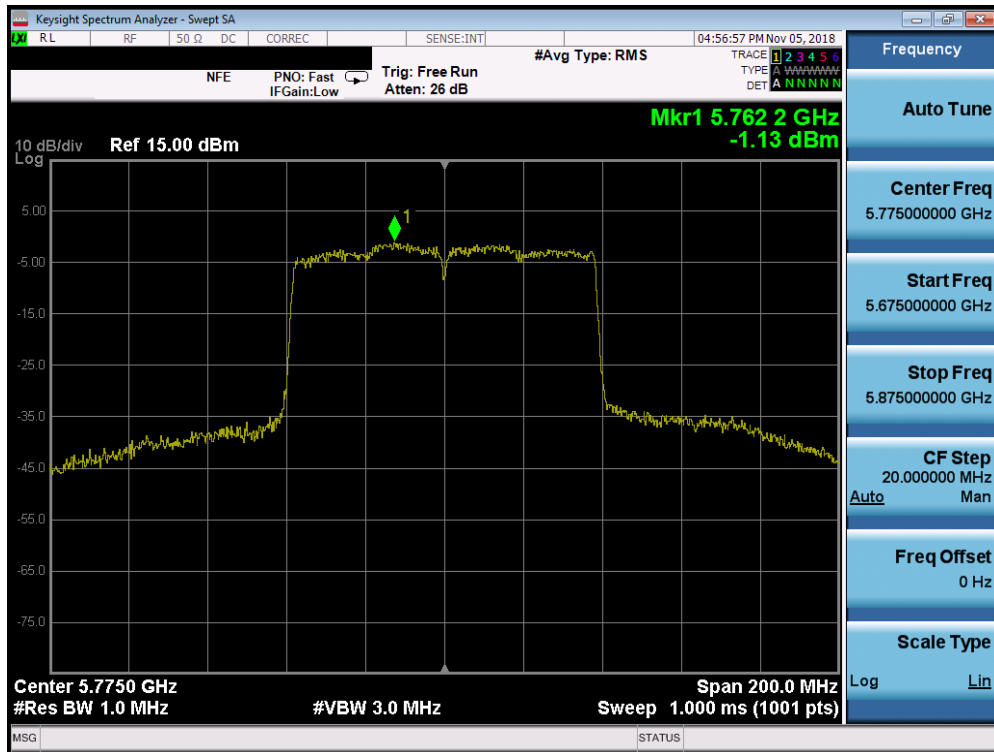 Keysight Spectrum Analyzer - Swept SA
LXI RL RF 50 Ω DC CORREC SENSE:INT 04:56:57 PM Nov 05, 2018
#Avg Type: RMS TRACE 1 2 3 4 5 6
NFE PNO: Fast Trig: Free Run TYPE A WWWWW
IFGain:Low Atten: 26 dB DET A N N N N N
Mkr1 5.762 2 GHz
10 dB/div Ref 15.00 dBm -1.13 dBm
Log
1
5.00
-5.00
-15.0
-25.0
-35.0
-45.0
-55.0
-65.0
-75.0
Center 5.7750 GHz Span 200.0 MHz
#Res BW 1.0 MHz #VBW 3.0 MHz Sweep 1.000 ms (1001 pts)
MSG STATUS
Frequency
Auto Tune
Center Freq
5.775000000 GHz
Start Freq
5.675000000 GHz
Stop Freq
5.875000000 GHz
CF Step
20.000000 MHz
Auto Man
Freq Offset
0 Hz
Scale Type
Log Lin